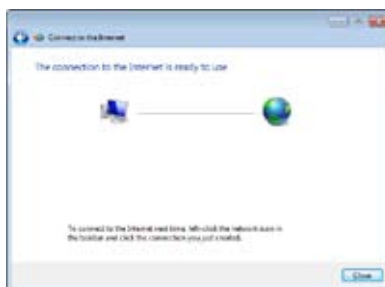 Connect to the Internet
The connection to the Internet is ready to use
To connect to the Internet next time, left-click the network icon in
the taskbar and click the connection you just created.
Close